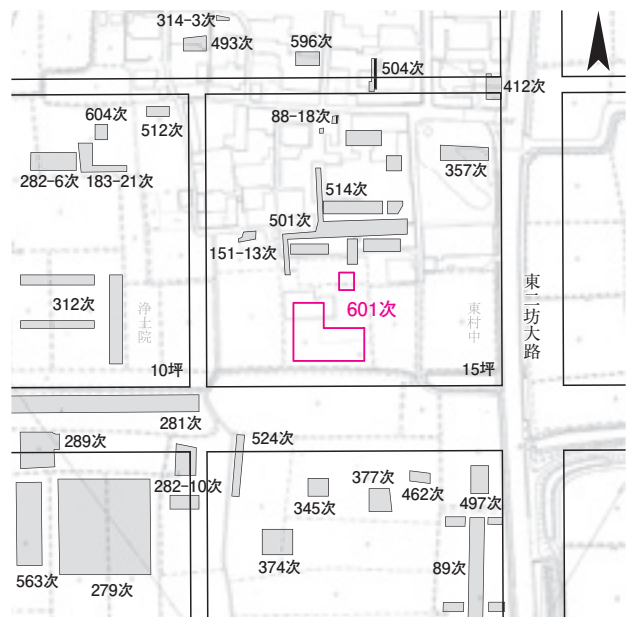 314-3次
493次
596次
504次
412次
604次
512次
88-18次
282-6次
183-21次
357次
514次
501次
151-13次
312次
浄土院
601次
東村中
東二坊大路
10坪
15坪
281次
289次
524次
282-10次
345次
377次
462次
497次
374次
89次
563次
279次